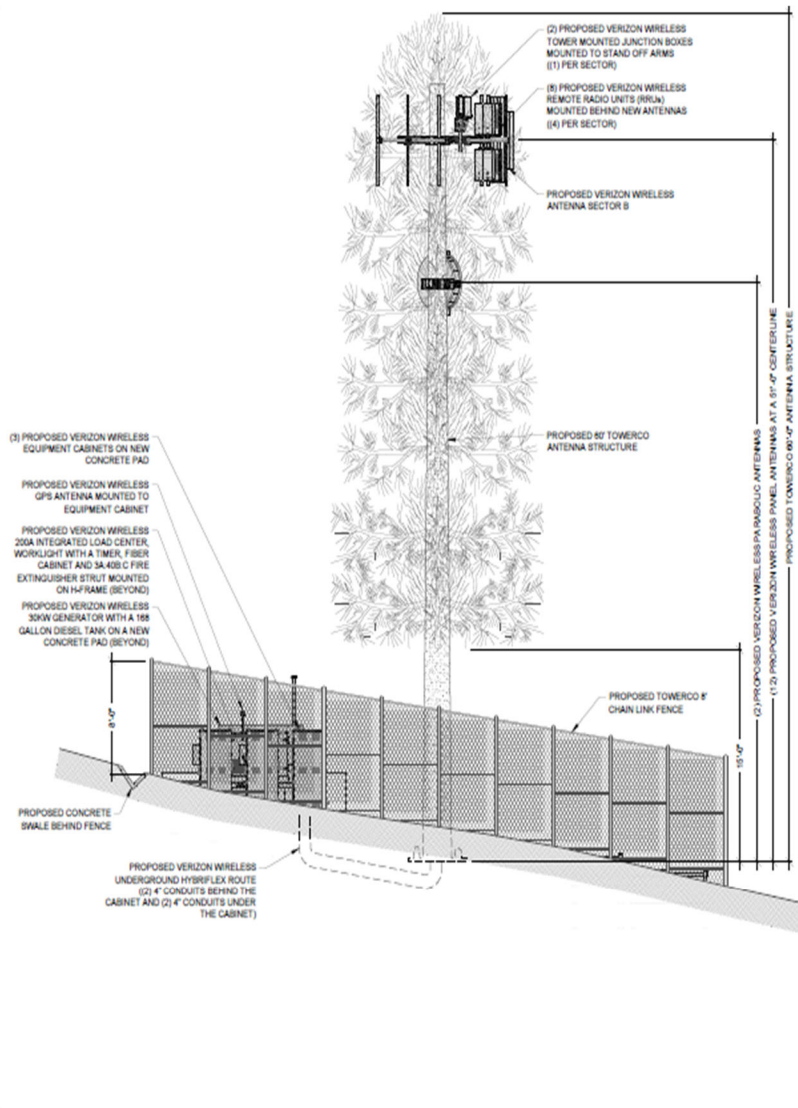 (2) PROPOSED VERIZON WIRELESS
TOWER MOUNTED JUNCTION BOXES
MOUNTED TO STAND OFF ARMS
((1) PER SECTOR)
(8) PROPOSED VERIZON WIRELESS
REMOTE RADIO UNITS (RRUs)
MOUNTED BEHIND NEW ANTENNAS
((4) PER SECTOR)
PROPOSED VERIZON WIRELESS
ANTENNA SECTOR B
PROPOSED 60' TOWERCO
ANTENNA STRUCTURE
(3) PROPOSED VERIZON WIRELESS
EQUIPMENT CABINETS ON NEW
CONCRETE PAD
PROPOSED VERIZON WIRELESS
GPS ANTENNA MOUNTED TO
EQUIPMENT CABINET
PROPOSED VERIZON WIRELESS
200A INTEGRATED LOAD CENTER,
WORKLIGHT WITH A TIMER, FIBER
CABINET AND 3A:40B:C FIRE
EXTINGUISHER STRUT MOUNTED
ON H-FRAME (BEYOND)
PROPOSED VERIZON WIRELESS
30KW GENERATOR WITH A 168
GALLON DIESEL TANK ON A NEW
CONCRETE PAD (BEYOND)
8'-0"
PROPOSED TOWERCO 8'
CHAIN LINK FENCE
PROPOSED CONCRETE
SWALE BEHIND FENCE
PROPOSED VERIZON WIRELESS
UNDERGROUND HYBRIFLEX ROUTE
((2) 4" CONDUITS BEHIND THE
CABINET AND (2) 4" CONDUITS UNDER
THE CABINET)
15'-0"
(2) PROPOSED VERIZON WIRELESS PARABOLIC ANTENNAS
(12) PROPOSED VERIZON WIRELESS PANEL ANTENNAS AT A 51'-0" CENTERLINE
PROPOSED TOWERCO 60'-0" ANTENNA STRUCTURE